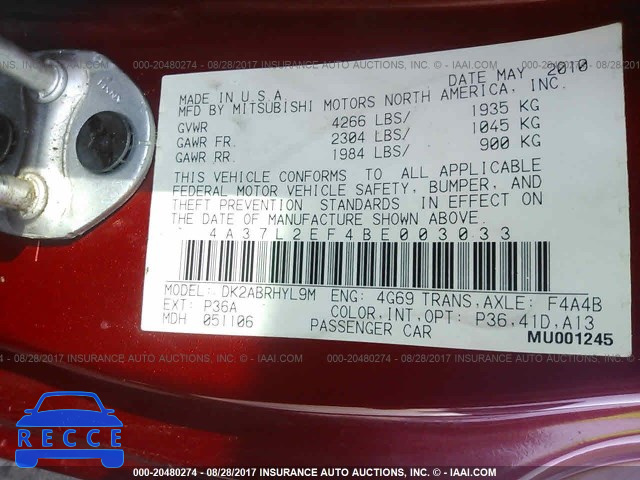 000-20480274 - 08/28/2017 INSURANCE AUTO AUCTIONS, INC. © - IAAI.COM
DATE MAY 2010
MADE IN U.S.A.
MFD BY MITSUBISHI MOTORS NORTH AMERICA, INC.
GVWR 4266 LBS/ 1935 KG
GAWR FR. 2304 LBS/ 1045 KG
GAWR RR. 1984 LBS/ 900 KG
THIS VEHICLE CONFORMS TO ALL APPLICABLE
FEDERAL MOTOR VEHICLE SAFETY, BUMPER, AND
THEFT PREVENTION STANDARDS IN EFFECT ON
THE DATE OF MANUFACTURE SHOWN ABOVE.
4A37L2EF4BE003033
MODEL: DK2ABRHYL9M ENG: 4G69 TRANS,AXLE: F4A4B
EXT: P36A COLOR,INT,OPT: P36,41D,A13
MDH 051106 PASSENGER CAR
MU001245
000-20480274 - 08/28/2017 INSURANCE AUTO AUCTIONS, INC. © - IAAI.COM
RECCE
000-20480274 - 08/28/2017 INSURANCE AUTO AUCTIONS, INC. © - IAAI.COM